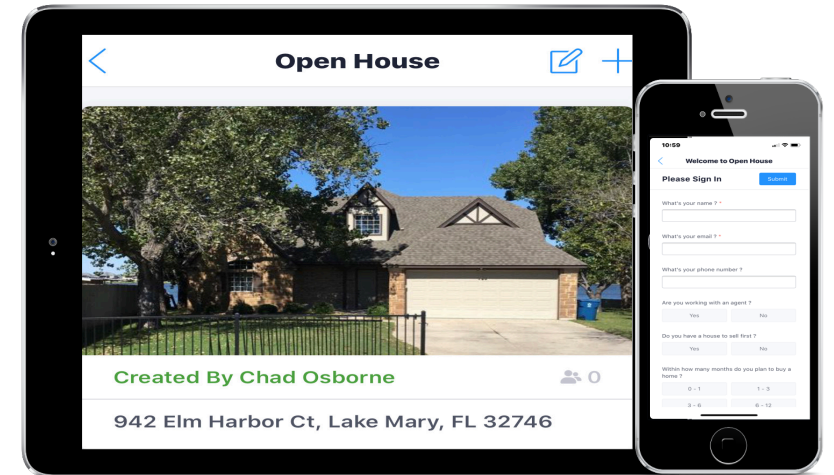 Open House
Created By Chad Osborne
0
942 Elm Harbor Ct, Lake Mary, FL 32746
10:59
Welcome to Open House
Please Sign In
Submit
What's your name ? *
What's your email ? *
What's your phone number ?
Are you working with an agent ?
Yes No
Do you have a house to sell first ?
Yes No
Within how many months do you plan to buy a
home ?
0 - 1 1 - 3
3 - 6 6 - 12